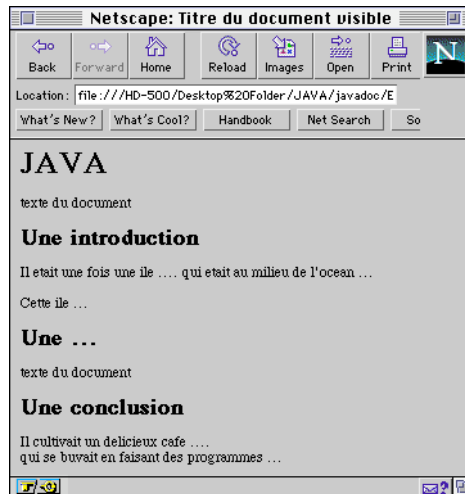 Netscape: Titre du document visible
Back Forward Home Reload Images Open Print N
Location: file:///HD-500/Desktop%20Folder/JAVA/javadoc/E
What's New? What's Cool? Handbook Net Search So
JAVA
texte du document
Une introduction
Il etait une fois une ile .... qui etait au milieu de l'ocean ...
Cette ile ...
Une ...
texte du document
Une conclusion
Il cultivait un delicieux cafe ....
qui se buvait en faisant des programmes ...
?